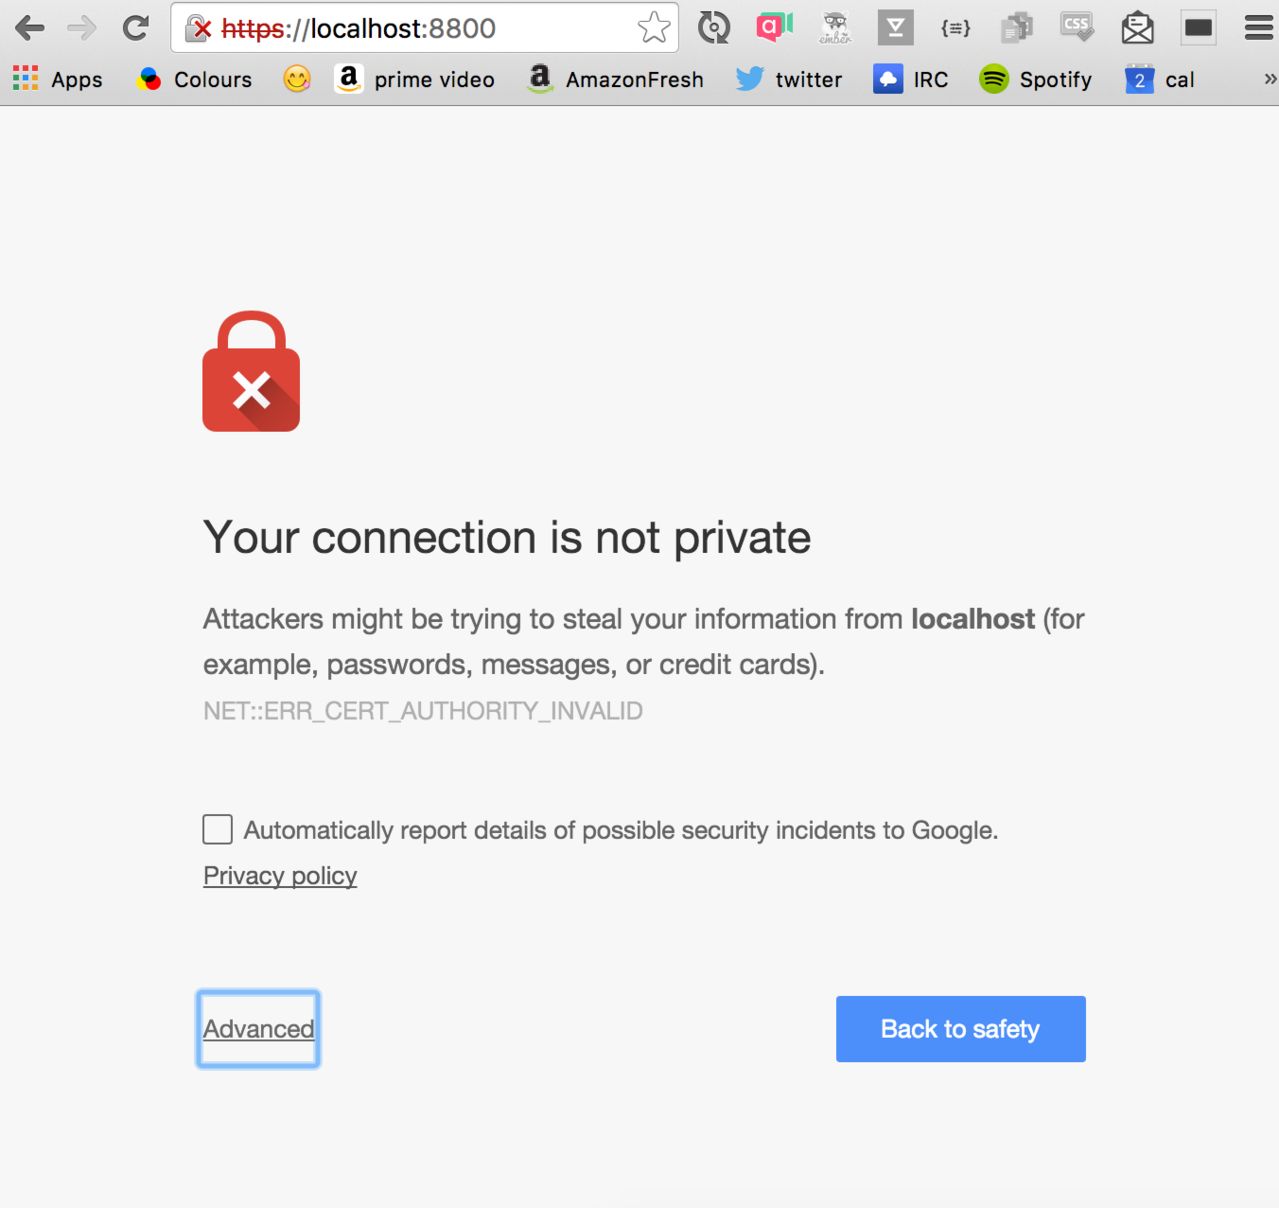 https://localhost:8800
ember
CSS
Apps Colours prime video AmazonFresh twitter IRC Spotify 2 cal »
Your connection is not private
Attackers might be trying to steal your information from localhost (for
example, passwords, messages, or credit cards).
NET::ERR_CERT_AUTHORITY_INVALID
Automatically report details of possible security incidents to Google.
Privacy policy
Advanced
Back to safety